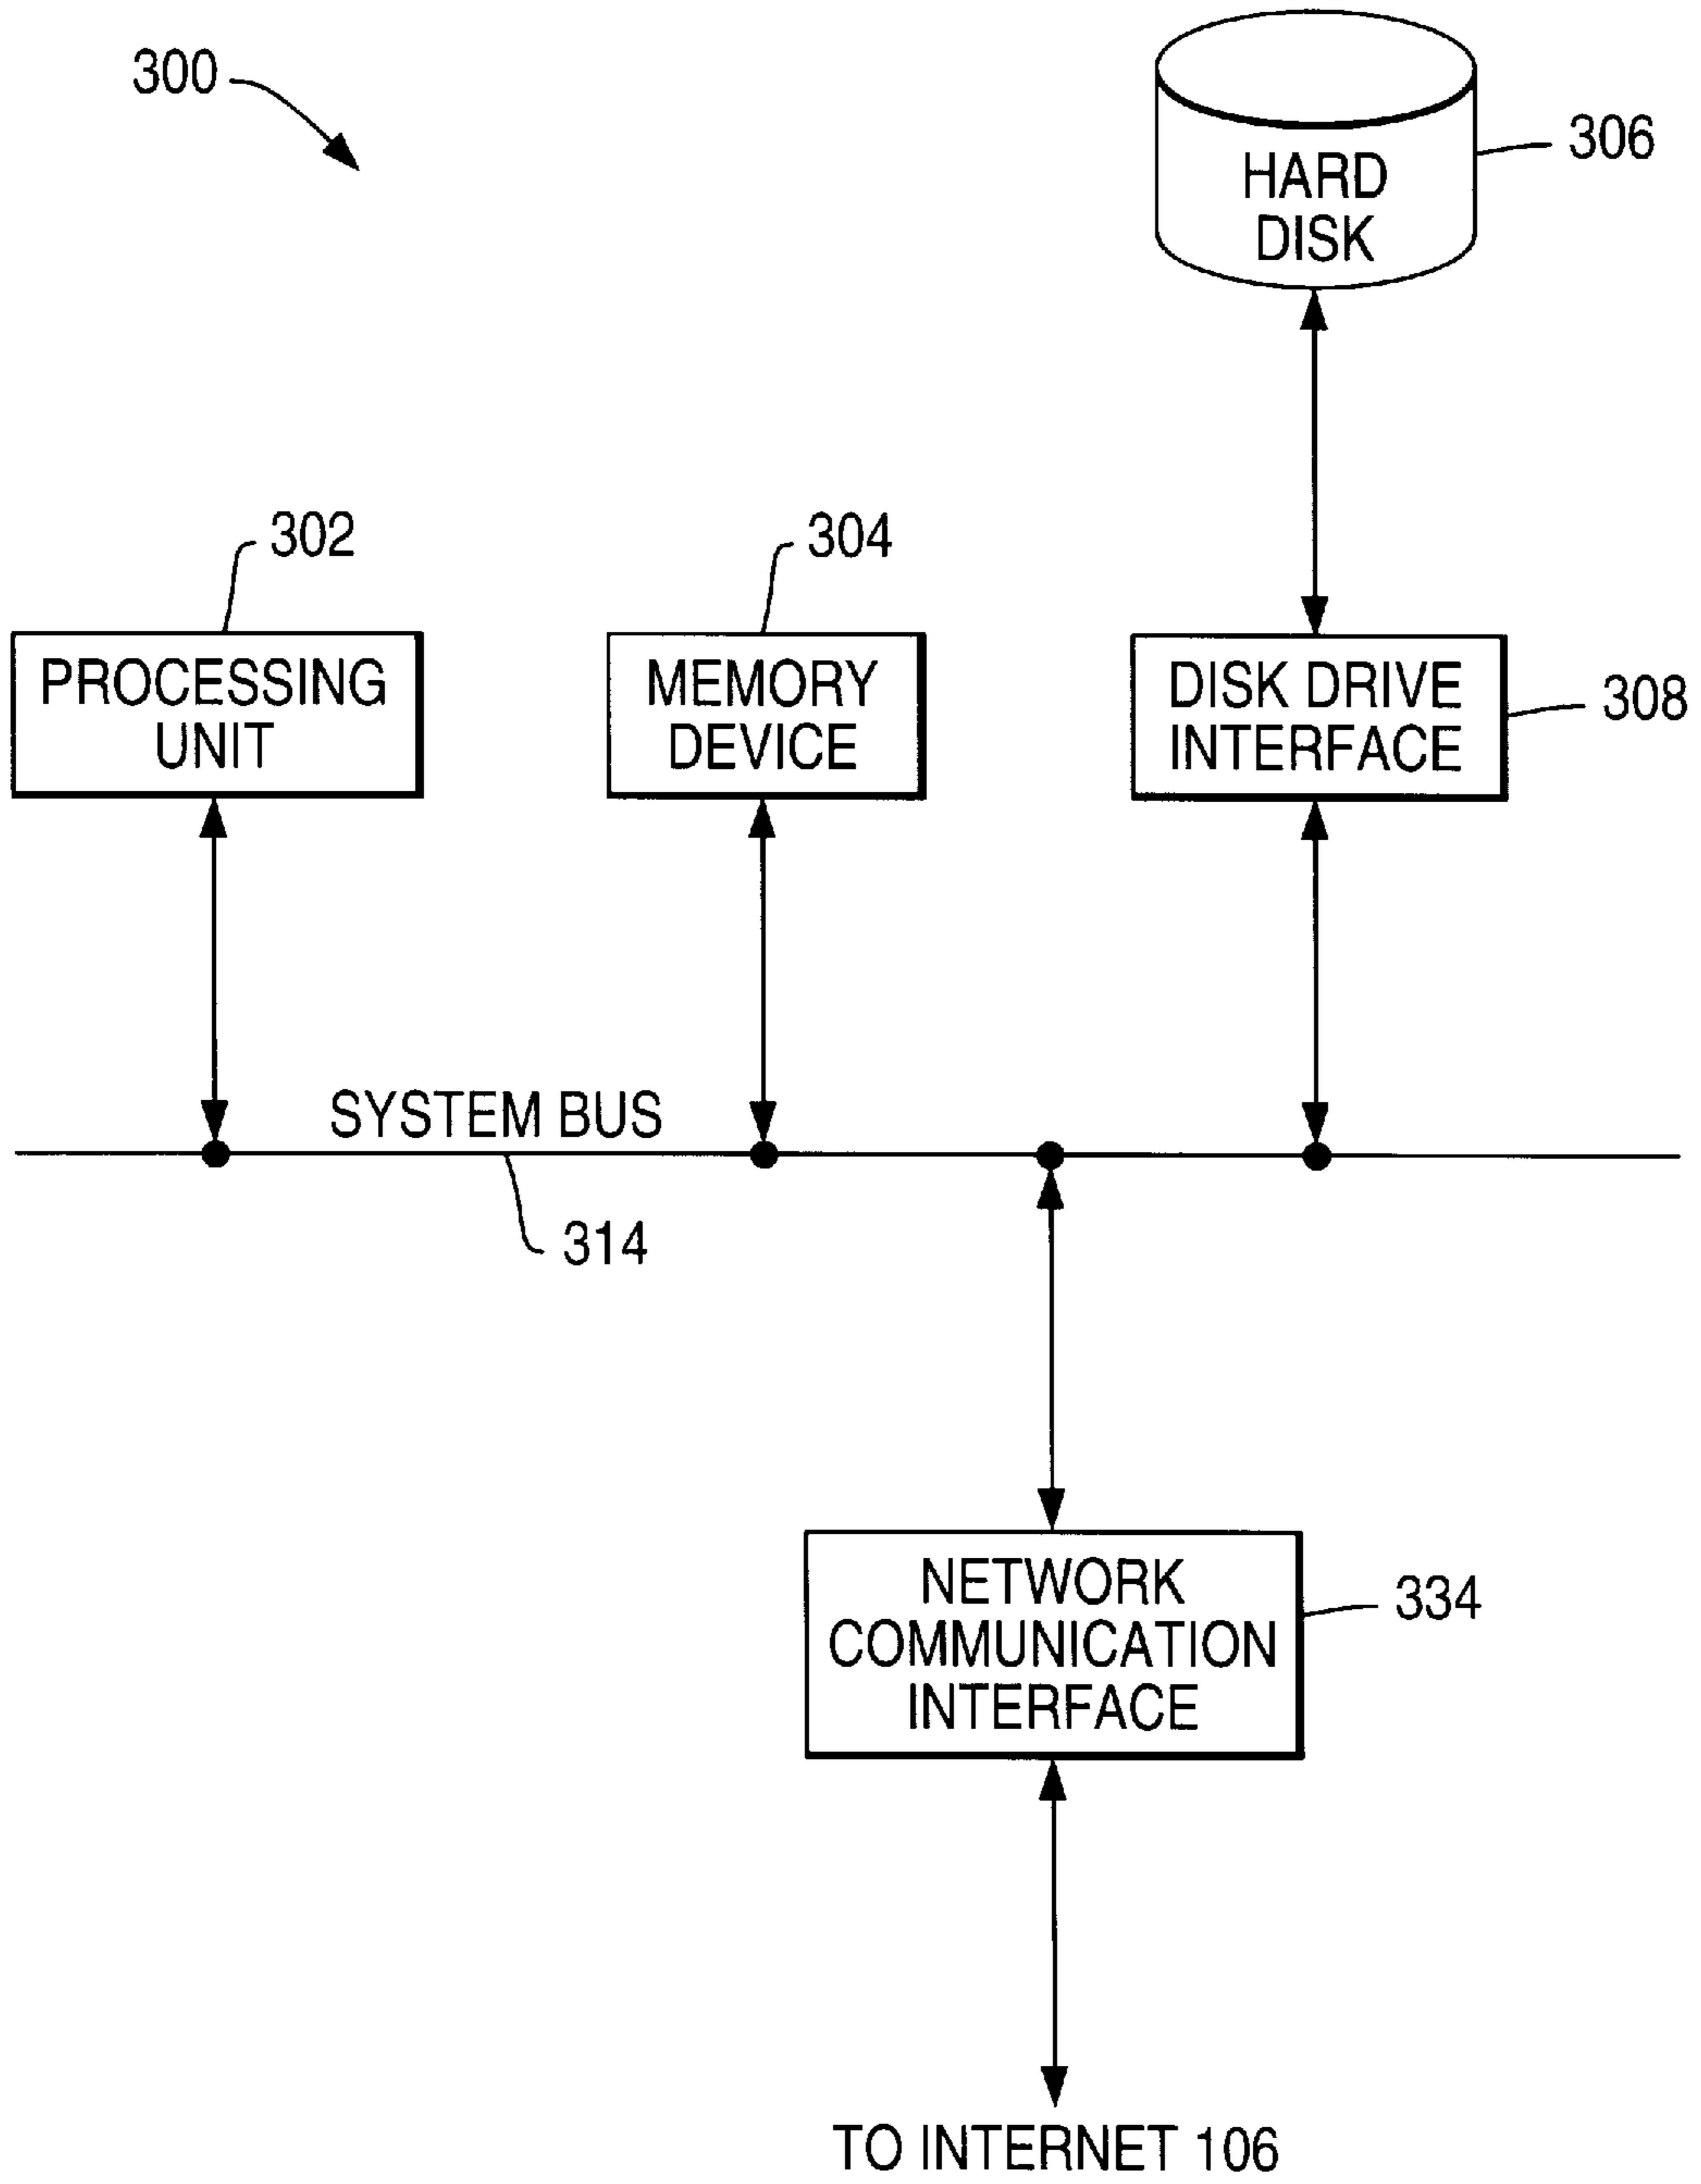 300
HARD
DISK
306
302
304
PROCESSING
UNIT
MEMORY
DEVICE
DISK DRIVE
INTERFACE
308
SYSTEM BUS
314
NETWORK
COMMUNICATION
INTERFACE
334
TO INTERNET 106